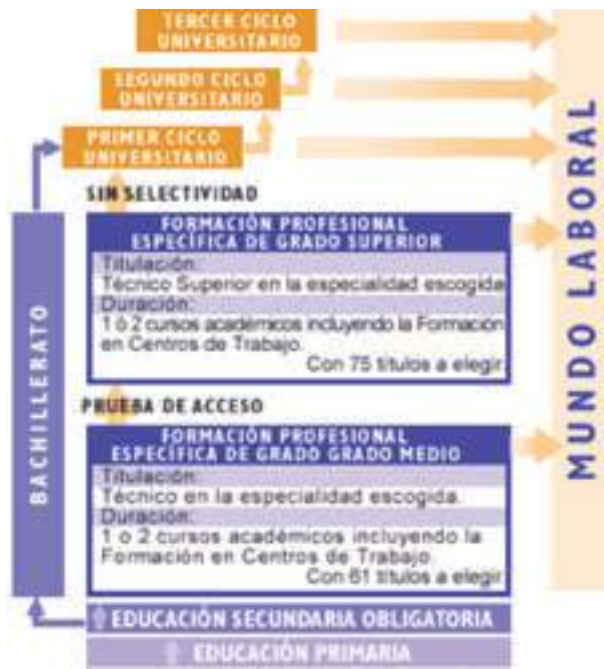 TERCER CICLO
UNIVERSITARIO
SEGUNDO CICLO
UNIVERSITARIO
PRIMER CICLO
UNIVERSITARIO
SIN SELECTIVIDAD
FORMACIÓN PROFESIONAL
ESPECÍFICA DE GRADO SUPERIOR
Titulación:
Técnico Superior en la especialidad escogida
Duración:
1 ó 2 cursos académicos incluyendo la Formación
en Centros de Trabajo.
Con 75 títulos a elegir
PRUEBA DE ACCESO
FORMACIÓN PROFESIONAL
ESPECÍFICA DE GRADO GRADO MEDIO
Titulación:
Técnico en la especialidad escogida.
Duración:
1 o 2 cursos académicos incluyendo la
Formación en Centros de Trabajo.
Con 61 títulos a elegir
EDUCACIÓN SECUNDARIA OBLIGATORIA
EDUCACIÓN PRIMARIA
BACHILLERATO
MUNDO LABORAL